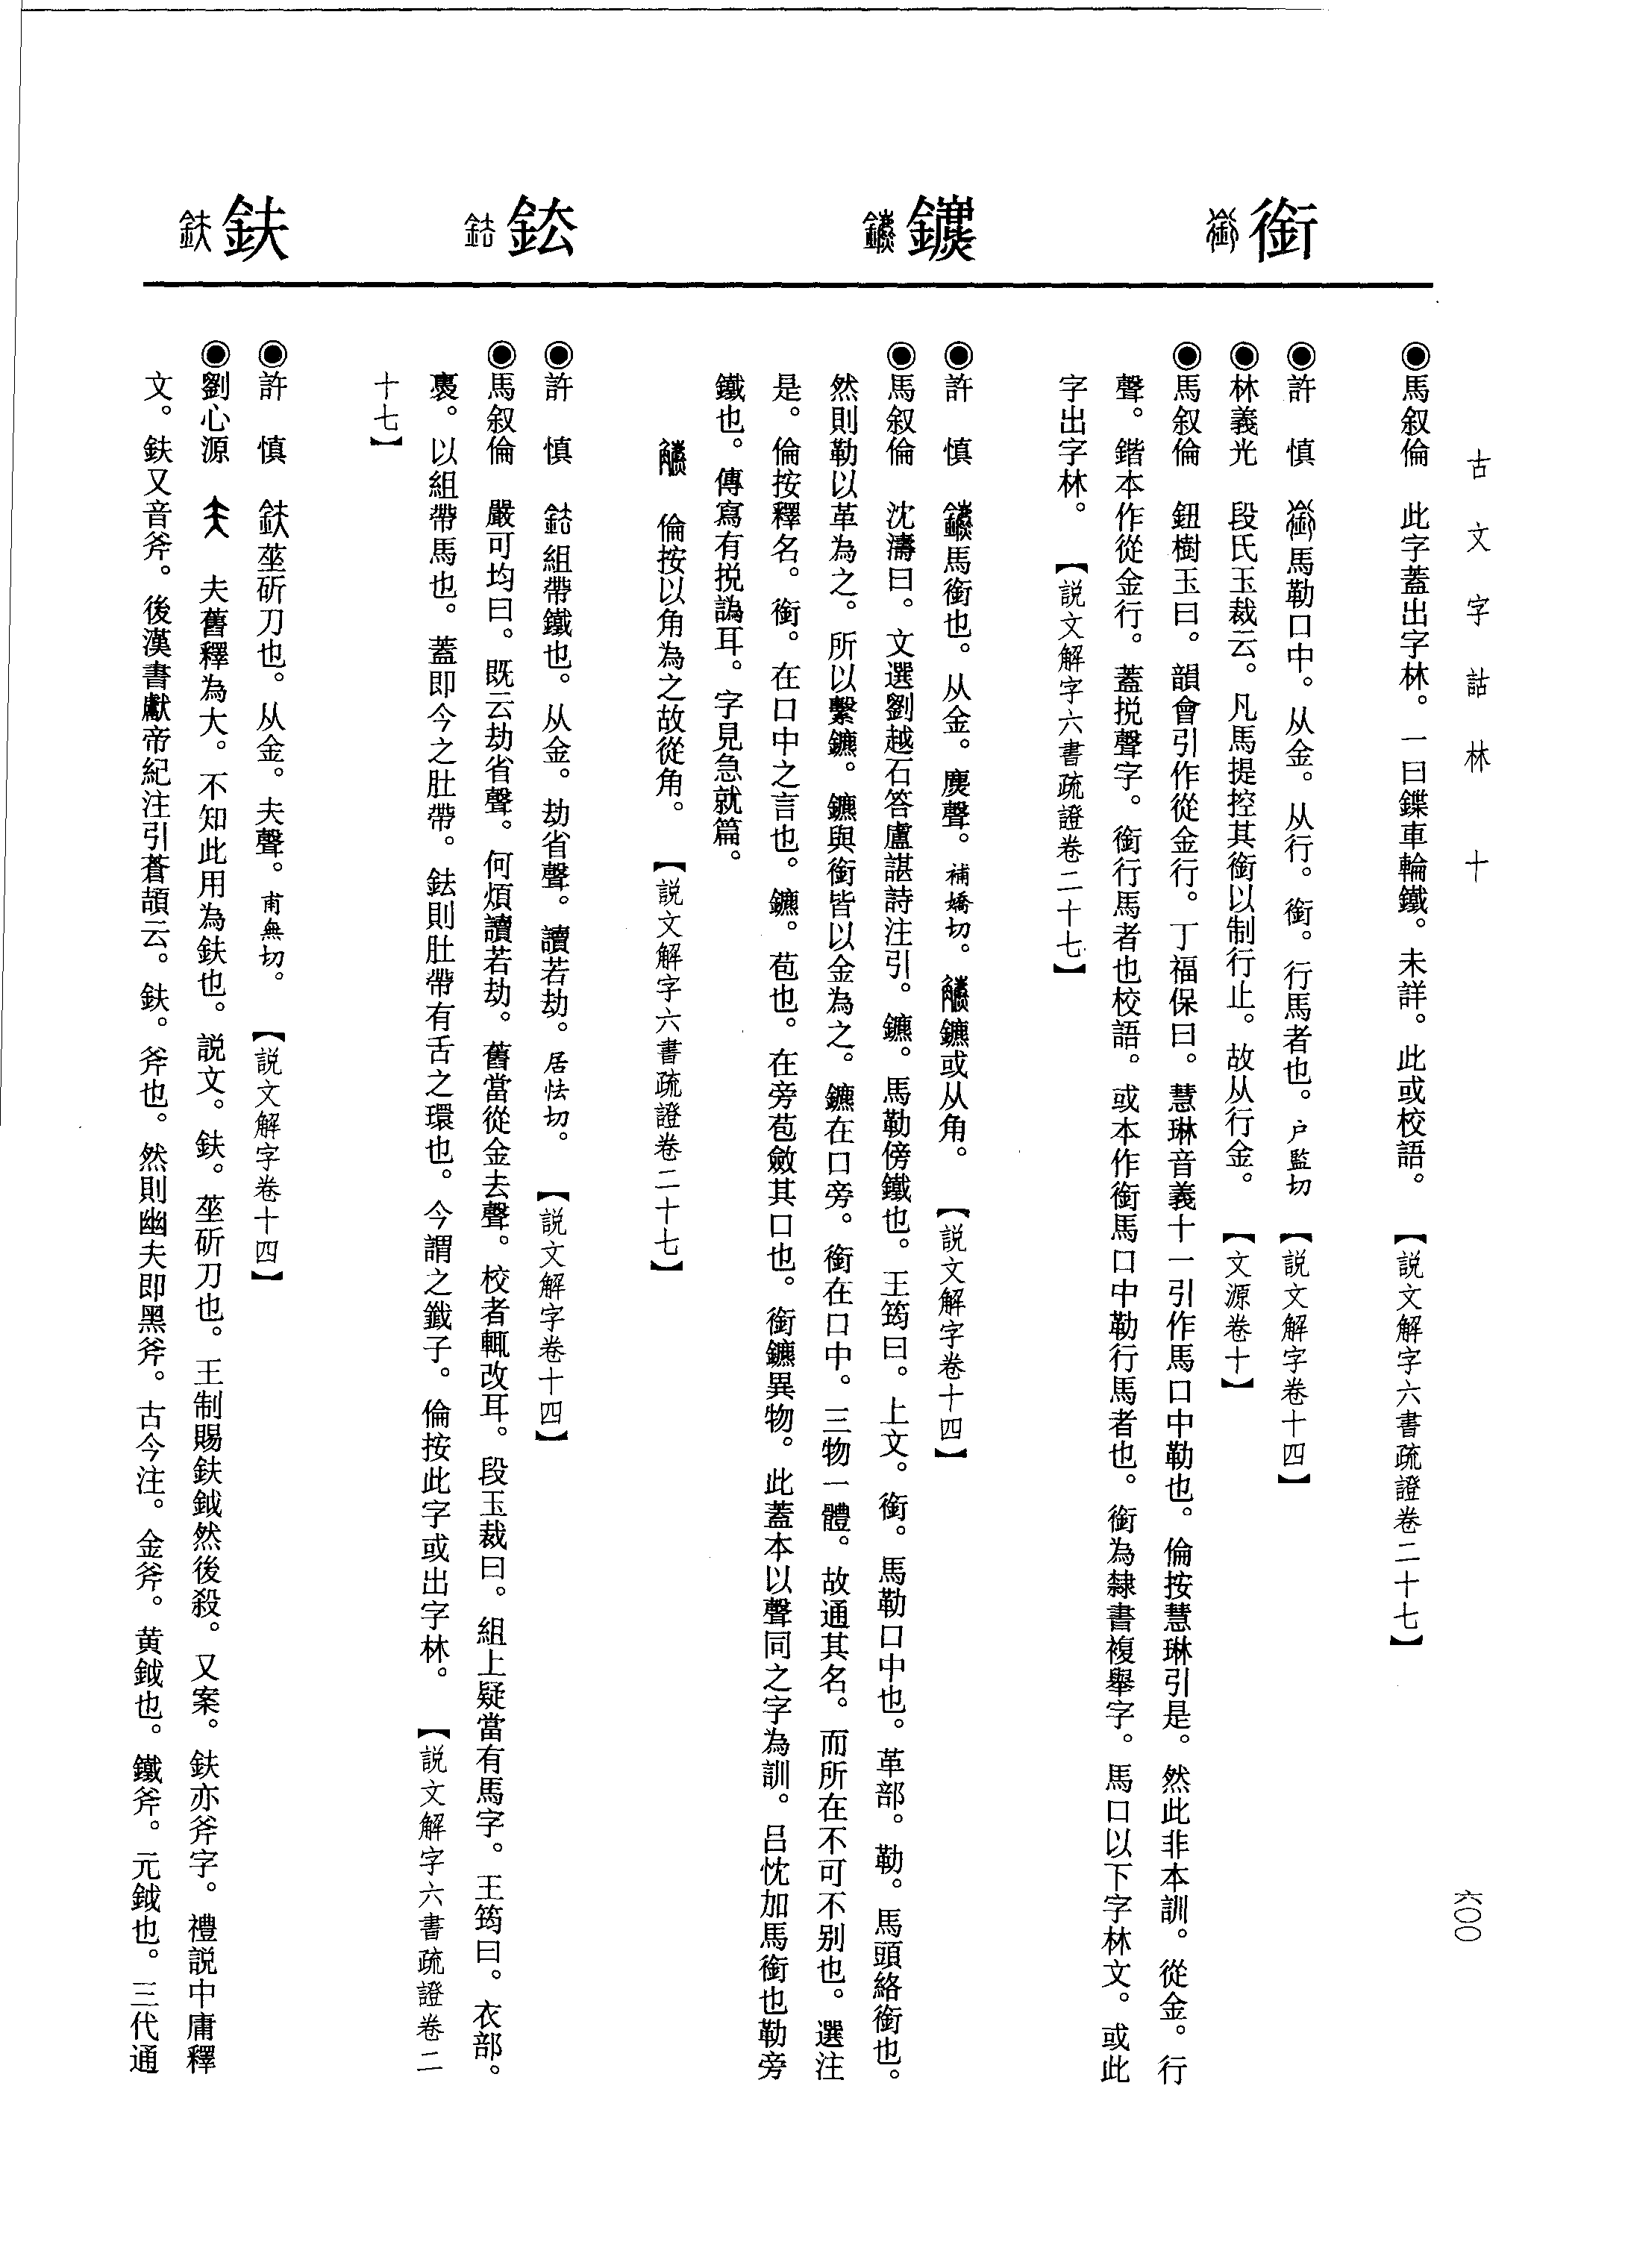 古文字詁林 十
六〇〇
銜
鑣
鉣
鈇
◉馬叙倫 此字蓋出字林。一曰鍱車輪鐵。未詳。此或校語。【説文解字六書疏證卷二十七】
◉許 慎 銜馬勒口中。从金。从行。銜。行馬者也。户監切【説文解字卷十四】
◉林義光 段氏玉裁云。凡馬提控其銜以制行止。故从行金。【文源卷十】
◉馬叙倫 鈕樹玉曰。韻會引作從金行。丁福保曰。慧琳音義十一引作馬口中勒也。倫按慧琳引是。然此非本訓。從金。行
聲。鍇本作從金行。蓋挩聲字。銜行馬者也校語。或本作銜馬口中勒行馬者也。銜為隸書複舉字。馬口以下字林文。或此
字出字林。【説文解字六書疏證卷二十七】
◉許 慎 鑣馬銜也。从金。麃聲。補嬌切。䚩鑣或从角。【説文解字卷十四】
◉馬叙倫 沈濤曰。文選劉越石答盧諶詩注引。鑣。馬勒傍鐵也。王筠曰。上文。銜。馬勒口中也。革部。勒。馬頭絡銜也。
然則勒以革為之。所以繫鑣。鑣與銜皆以金為之。鑣在口旁。銜在口中。三物一體。故通其名。而所在不可不别也。選注
是。倫按釋名。銜。在口中之言也。鑣。苞也。在旁苞斂其口也。銜鑣異物。此蓋本以聲同之字為訓。吕忱加馬銜也勒旁
鐵也。傳寫有挩譌耳。字見急就篇。
䚩 倫按以角為之故從角。【説文解字六書疏證卷二十七】
◉許 慎 鉣組帶鐵也。从金。劫省聲。讀若劫。居怯切。【説文解字卷十四】
◉馬叙倫 嚴可均曰。既云劫省聲。何煩讀若劫。舊當從金去聲。校者輒改耳。段玉裁曰。組上疑當有馬字。王筠曰。衣部。
褭。以組帶馬也。蓋即今之肚帶。鉣則肚帶有舌之環也。今謂之鐵子。倫按此字或出字林。【説文解字六書疏證卷二
十七】
◉許 慎 鈇莝斫刀也。从金。夫聲。甫無切。【説文解字卷十四】
◉劉心源 夫舊釋為大。不知此用為鈇也。説文。鈇。莝斫刀也。王制賜鈇鉞然後殺。又案。鈇亦斧字。禮説中庸釋
文。鈇又音斧。後漢書獻帝紀注引蒼頡云。鈇。斧也。然則幽夫即黑斧。古今注。金斧。黄鉞也。鐵斧。元鉞也。三代通